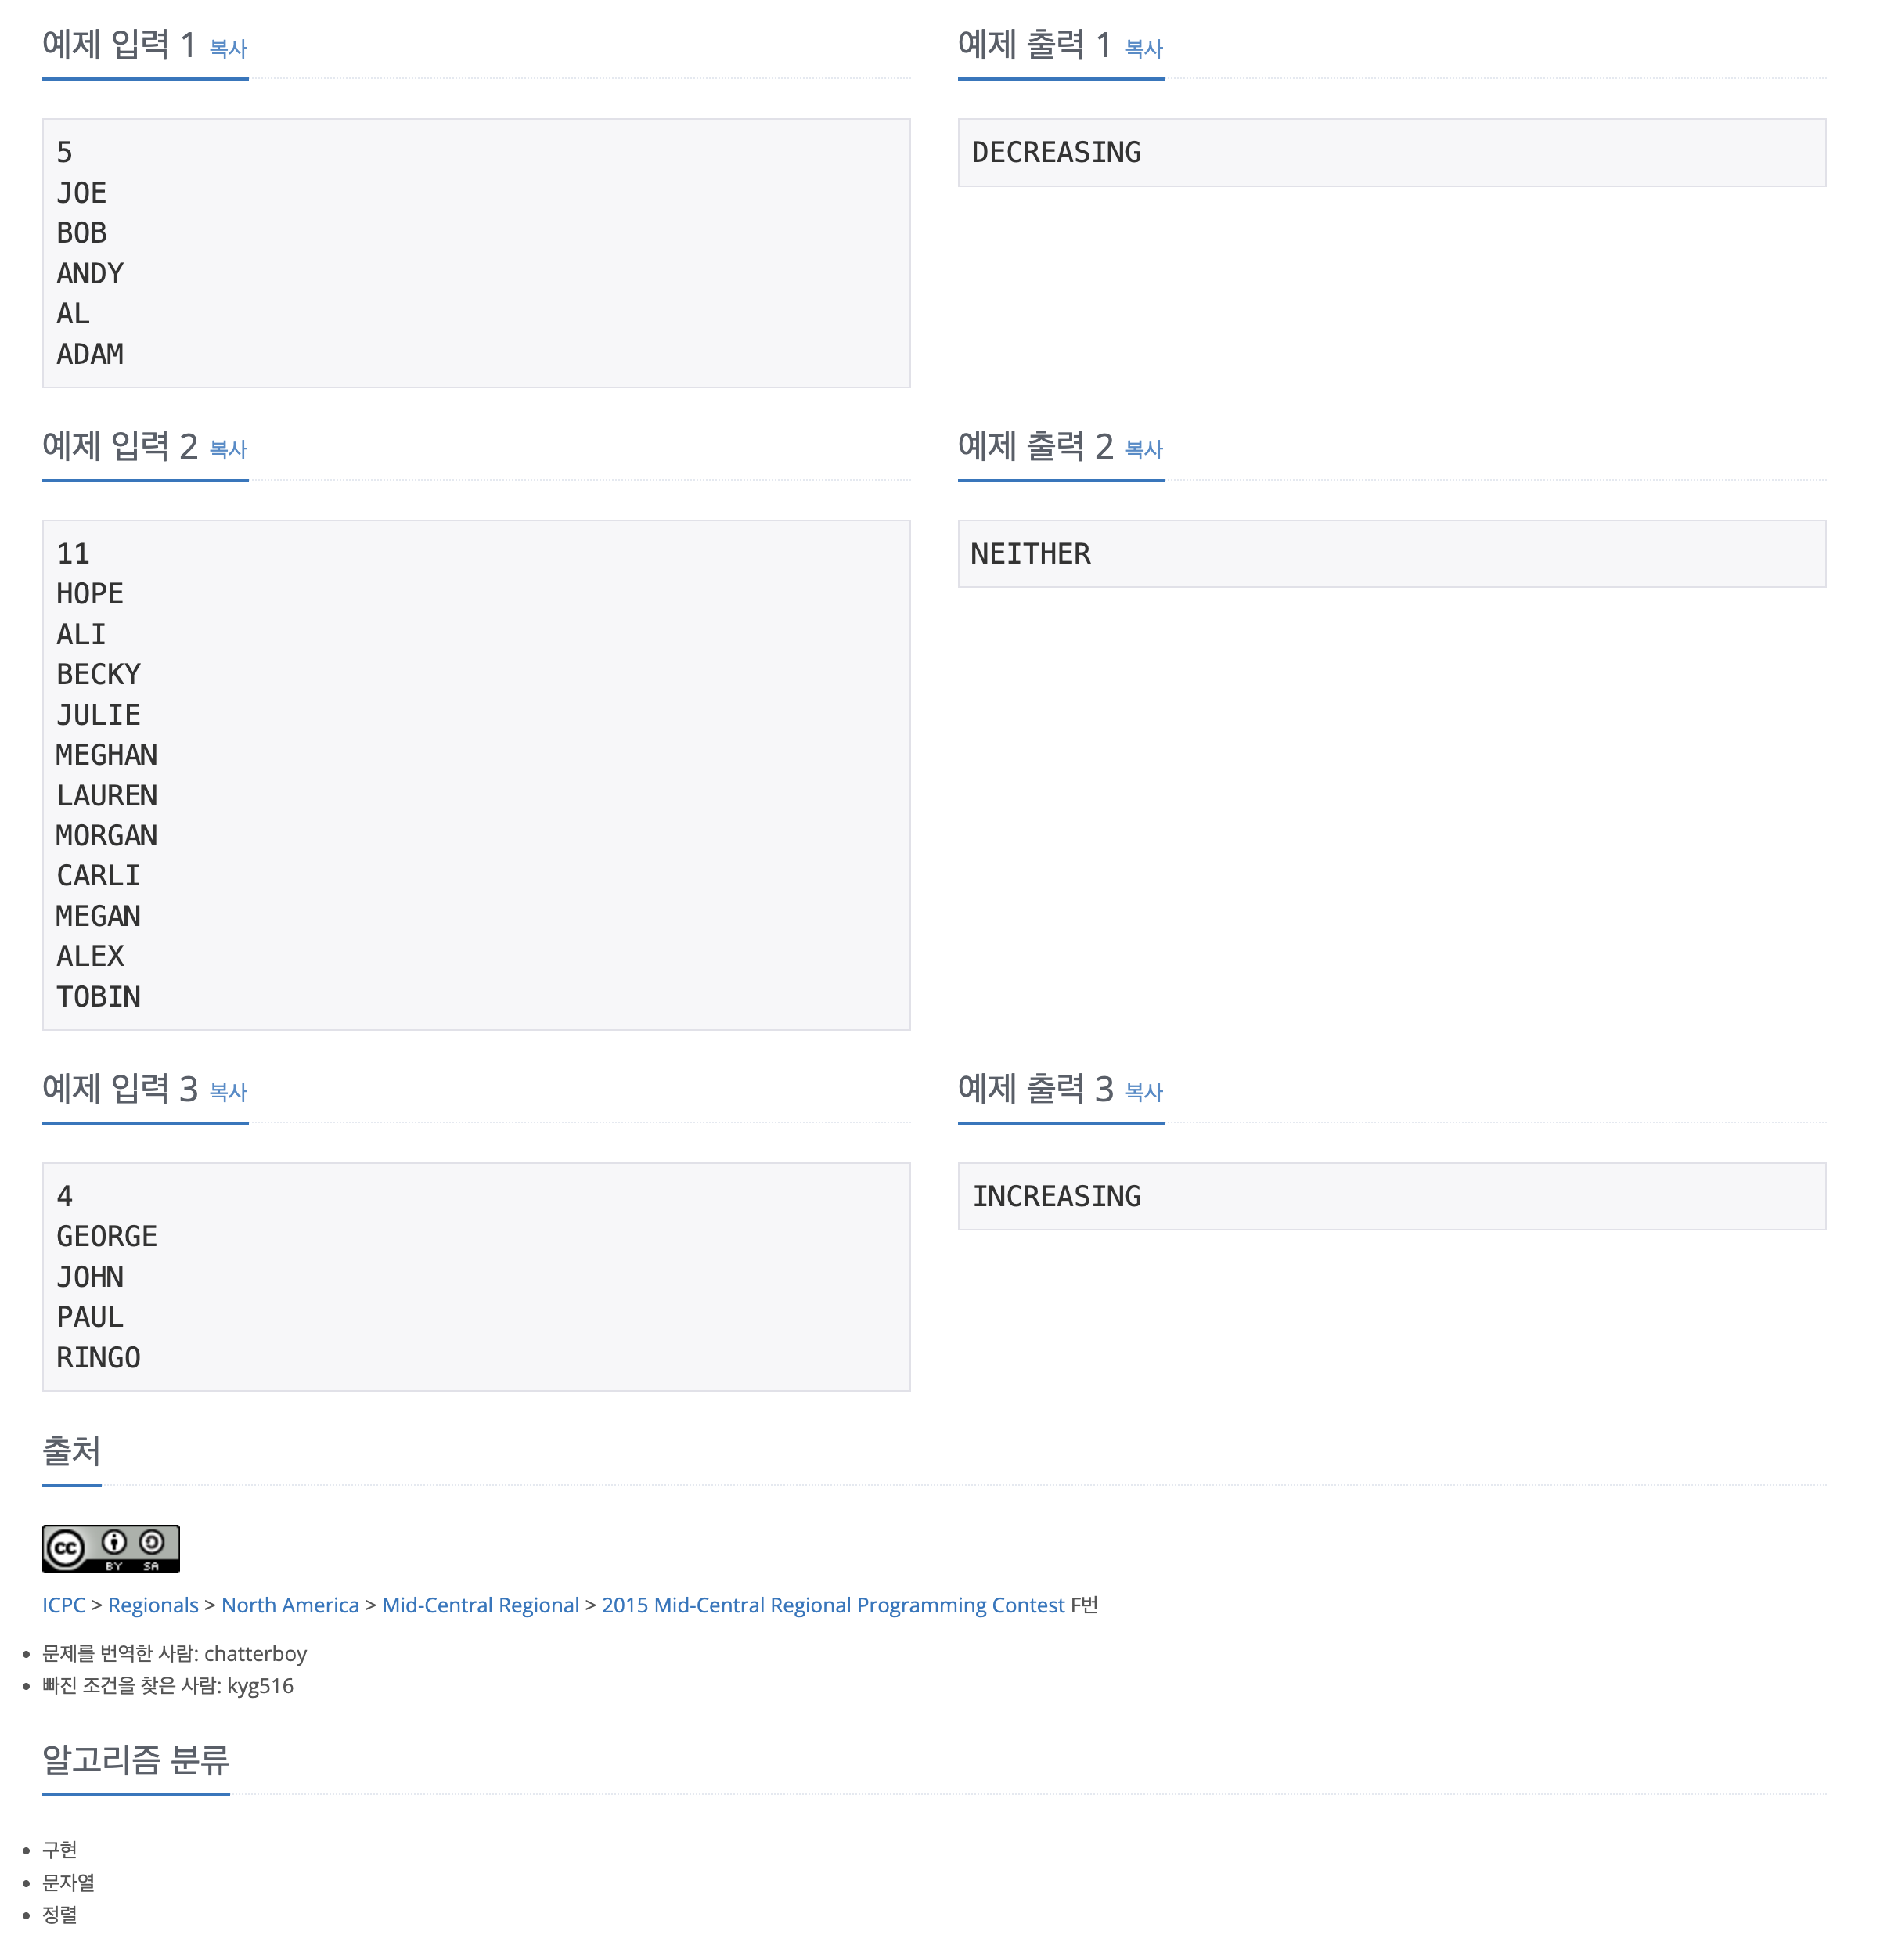 예제 입력 1 복사
5
JOE
BOB
ANDY
AL
ADAM
예제 출력 1 복사
DECREASING
예제 입력 2 복사
11
HOPE
ALI
BECKY
JULIE
MEGHAN
LAUREN
MORGAN
CARLI
MEGAN
ALEX
TOBIN
예제 출력 2 복사
NEITHER
예제 입력 3 복사
4
GEORGE
JOHN
PAUL
RINGO
예제 출력 3 복사
INCREASING
출처
cc BY SA
ICPC > Regionals > North America > Mid-Central Regional > 2015 Mid-Central Regional Programming Contest F번
문제를 번역한 사람: chatterboy
빠진 조건을 찾은 사람: kyg516
알고리즘 분류
구현
문자열
정렬